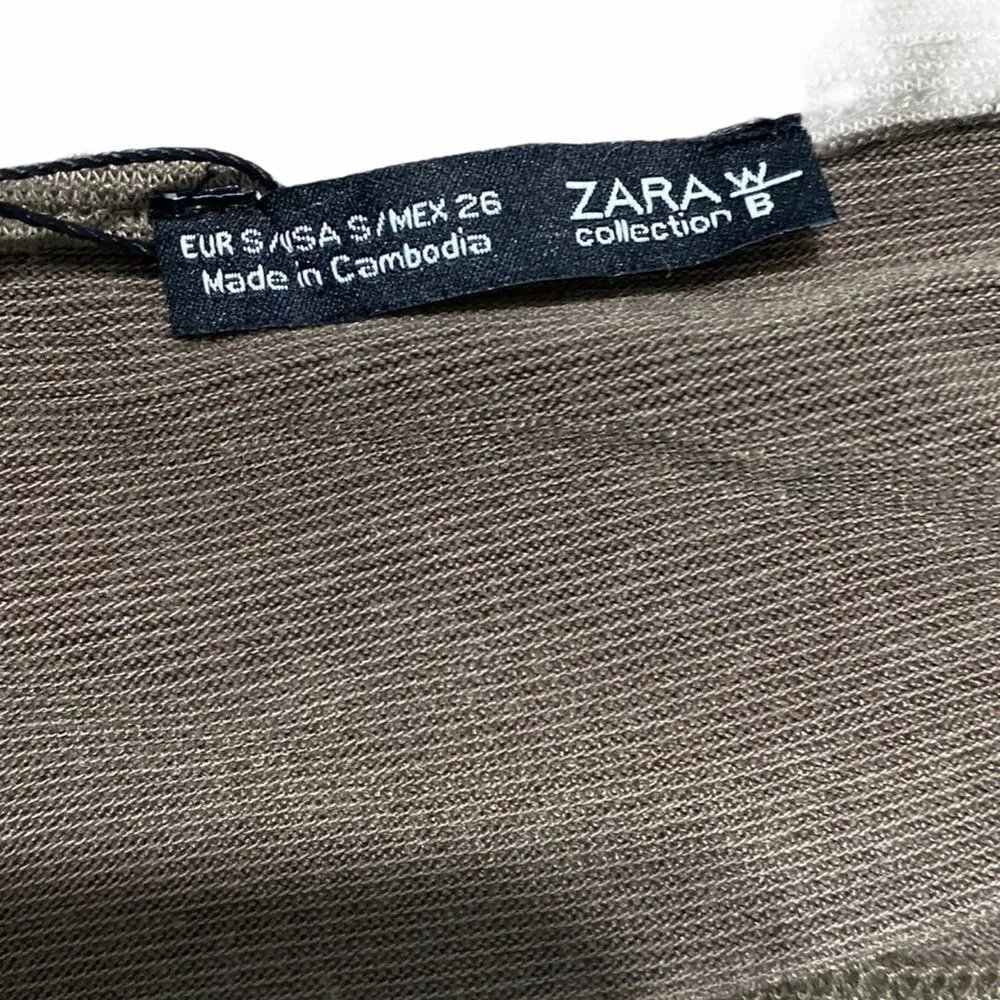 EUR S/USA S/MEX 26
Made in Cambodia
ZARA W/B
collection